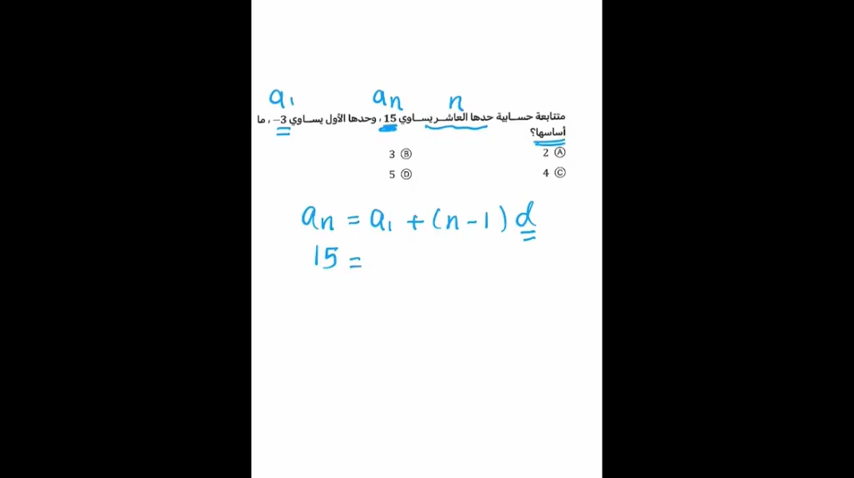 a₁ an n
متتابعة حسابية حدها العاشر يساوي 15 ، وحدها الأول يساوي 3− ، ما
أساسها؟
2 Ⓐ 3 Ⓑ
4 Ⓒ 5 Ⓓ
an = a₁ + (n - 1) d
15 =